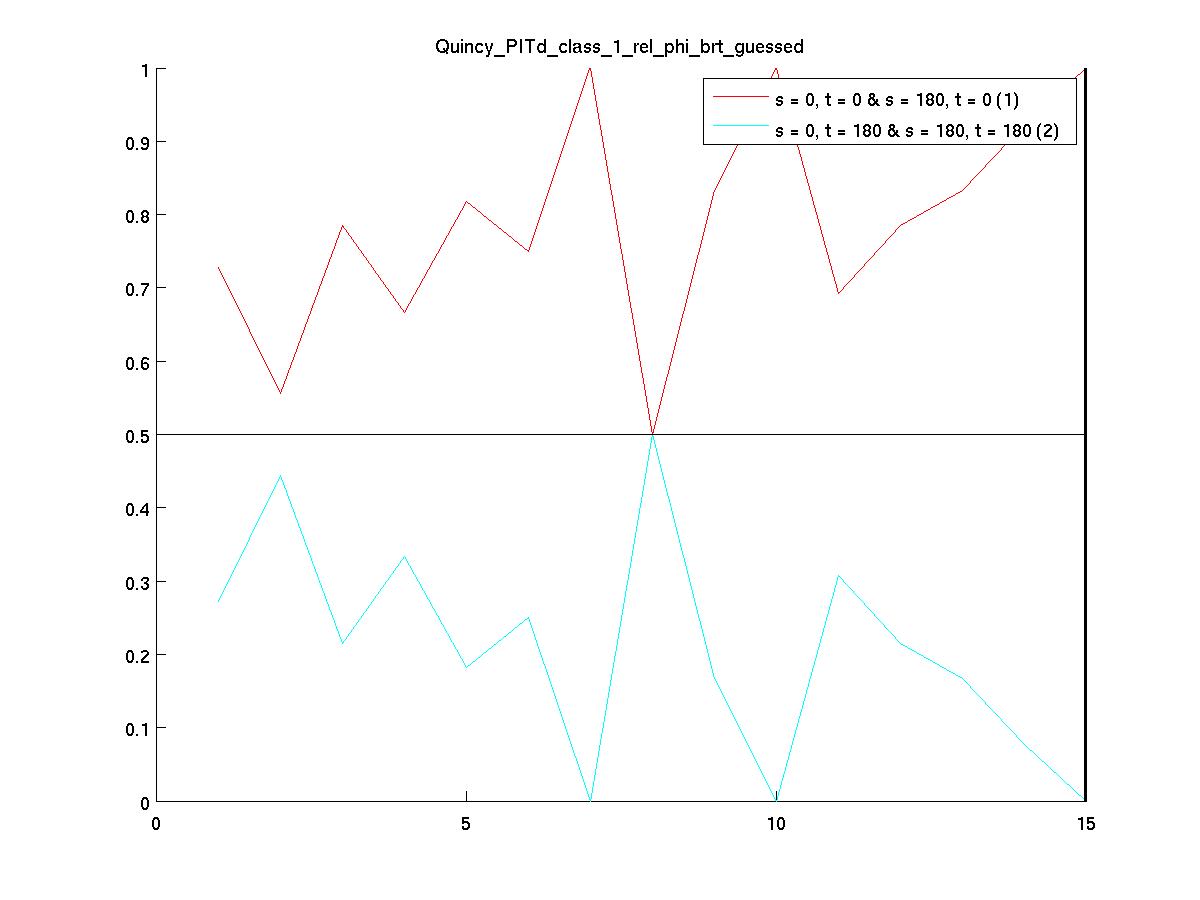 Quincy_PITd_class_1_rel_phi_brt_guessed
s = 0, t = 0 & s = 180, t = 0 (1)
s = 0, t = 180 & s = 180, t = 180 (2)
1
0.9
0.8
0.7
0.6
0.5
0.4
0.3
0.2
0.1
0
0 5 10 15